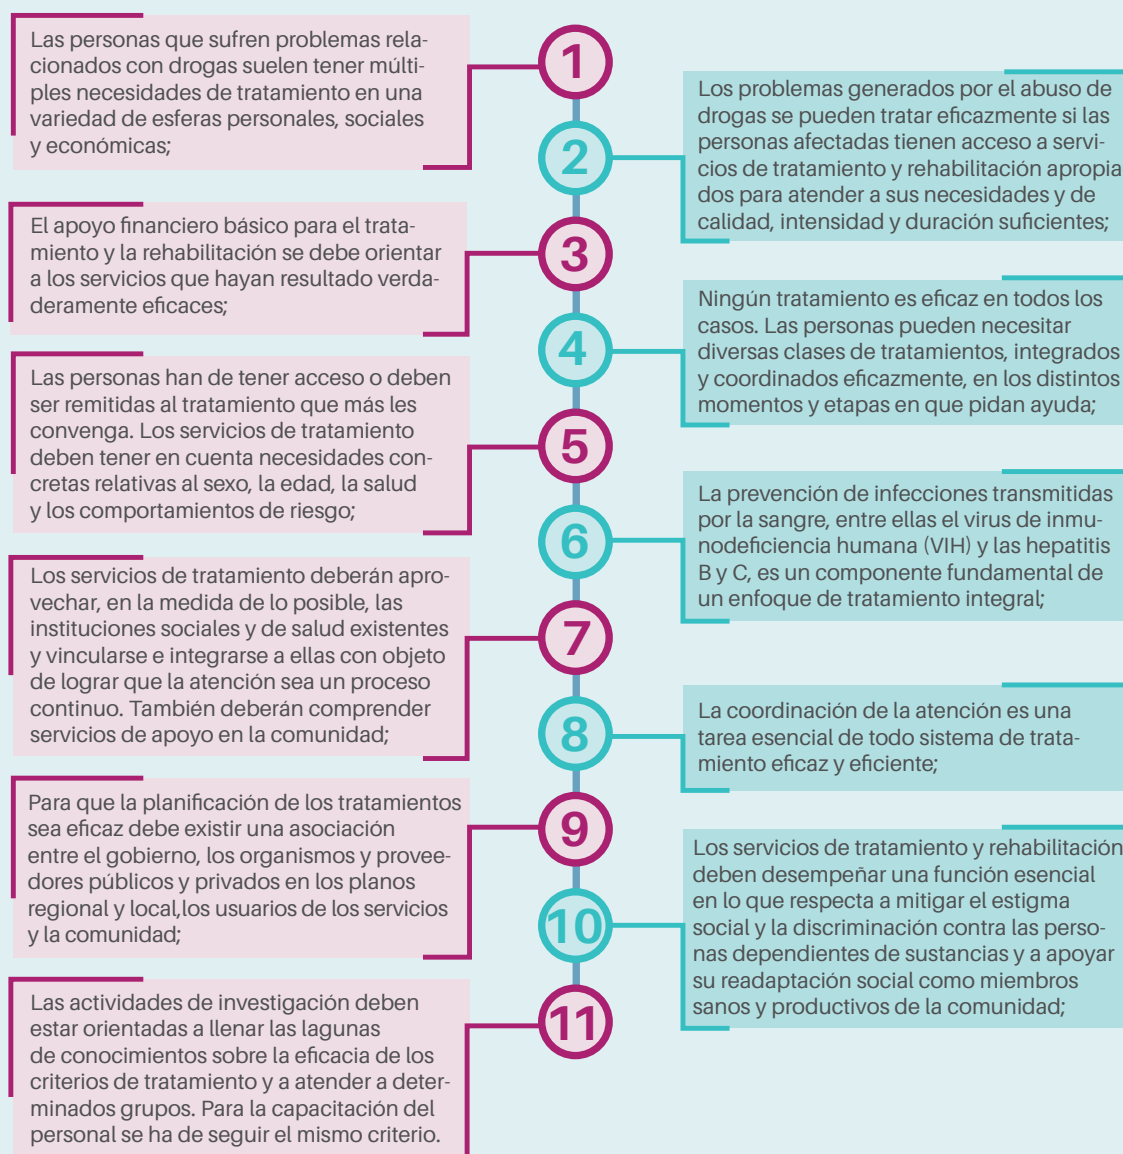 1
Las personas que sufren problemas rela-
cionados con drogas suelen tener múlti-
ples necesidades de tratamiento en una
variedad de esferas personales, sociales
y económicas;
2
Los problemas generados por el abuso de
drogas se pueden tratar eficazmente si las
personas afectadas tienen acceso a servi-
cios de tratamiento y rehabilitación apropia
dos para atender a sus necesidades y de
calidad, intensidad y duración suficientes;
3
El apoyo financiero básico para el trata-
miento y la rehabilitación se debe orientar
a los servicios que hayan resultado verda-
deramente eficaces;
4
Ningún tratamiento es eficaz en todos los
casos. Las personas pueden necesitar
diversas clases de tratamientos, integrados
y coordinados eficazmente, en los distintos
momentos y etapas en que pidan ayuda;
5
Las personas han de tener acceso o deben
ser remitidas al tratamiento que más les
convenga. Los servicios de tratamiento
deben tener en cuenta necesidades con-
cretas relativas al sexo, la edad, la salud
y los comportamientos de riesgo;
6
La prevención de infecciones transmitidas
por la sangre, entre ellas el virus de inmu-
nodeficiencia humana (VIH) y las hepatitis
B y C, es un componente fundamental de
un enfoque de tratamiento integral;
7
Los servicios de tratamiento deberán apro-
vechar, en la medida de lo posible, las
instituciones sociales y de salud existentes
y vincularse e integrarse a ellas con objeto
de lograr que la atención sea un proceso
continuo. También deberán comprender
servicios de apoyo en la comunidad;
8
La coordinación de la atención es una
tarea esencial de todo sistema de trata-
miento eficaz y eficiente;
9
Para que la planificación de los tratamientos
sea eficaz debe existir una asociación
entre el gobierno, los organismos y provee-
dores públicos y privados en los planos
regional y local,los usuarios de los servicios
y la comunidad;
10
Los servicios de tratamiento y rehabilitación
deben desempeñar una función esencial
en lo que respecta a mitigar el estigma
social y la discriminación contra las perso-
nas dependientes de sustancias y a apoyar
su readaptación social como miembros
sanos y productivos de la comunidad;
11
Las actividades de investigación deben
estar orientadas a llenar las lagunas
de conocimientos sobre la eficacia de los
criterios de tratamiento y a atender a deter-
minados grupos. Para la capacitación del
personal se ha de seguir el mismo criterio.